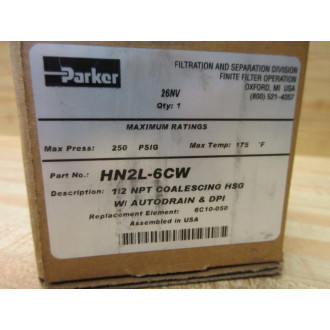 Parker
FILTRATION AND SEPARATION DIVISION
FINITE FILTER OPERATION
OXFORD, MI USA
(800) 521-4357
26NV
Qty: 1
MAXIMUM RATINGS
Max Press: 250 PSIG Max Temp: 175 °F
Part No.: HN2L-6CW
Description: 1/2 NPT COALESCING HSG
W/ AUTODRAIN & DPI
Replacement Element: 6C10-050
Assembled in USA